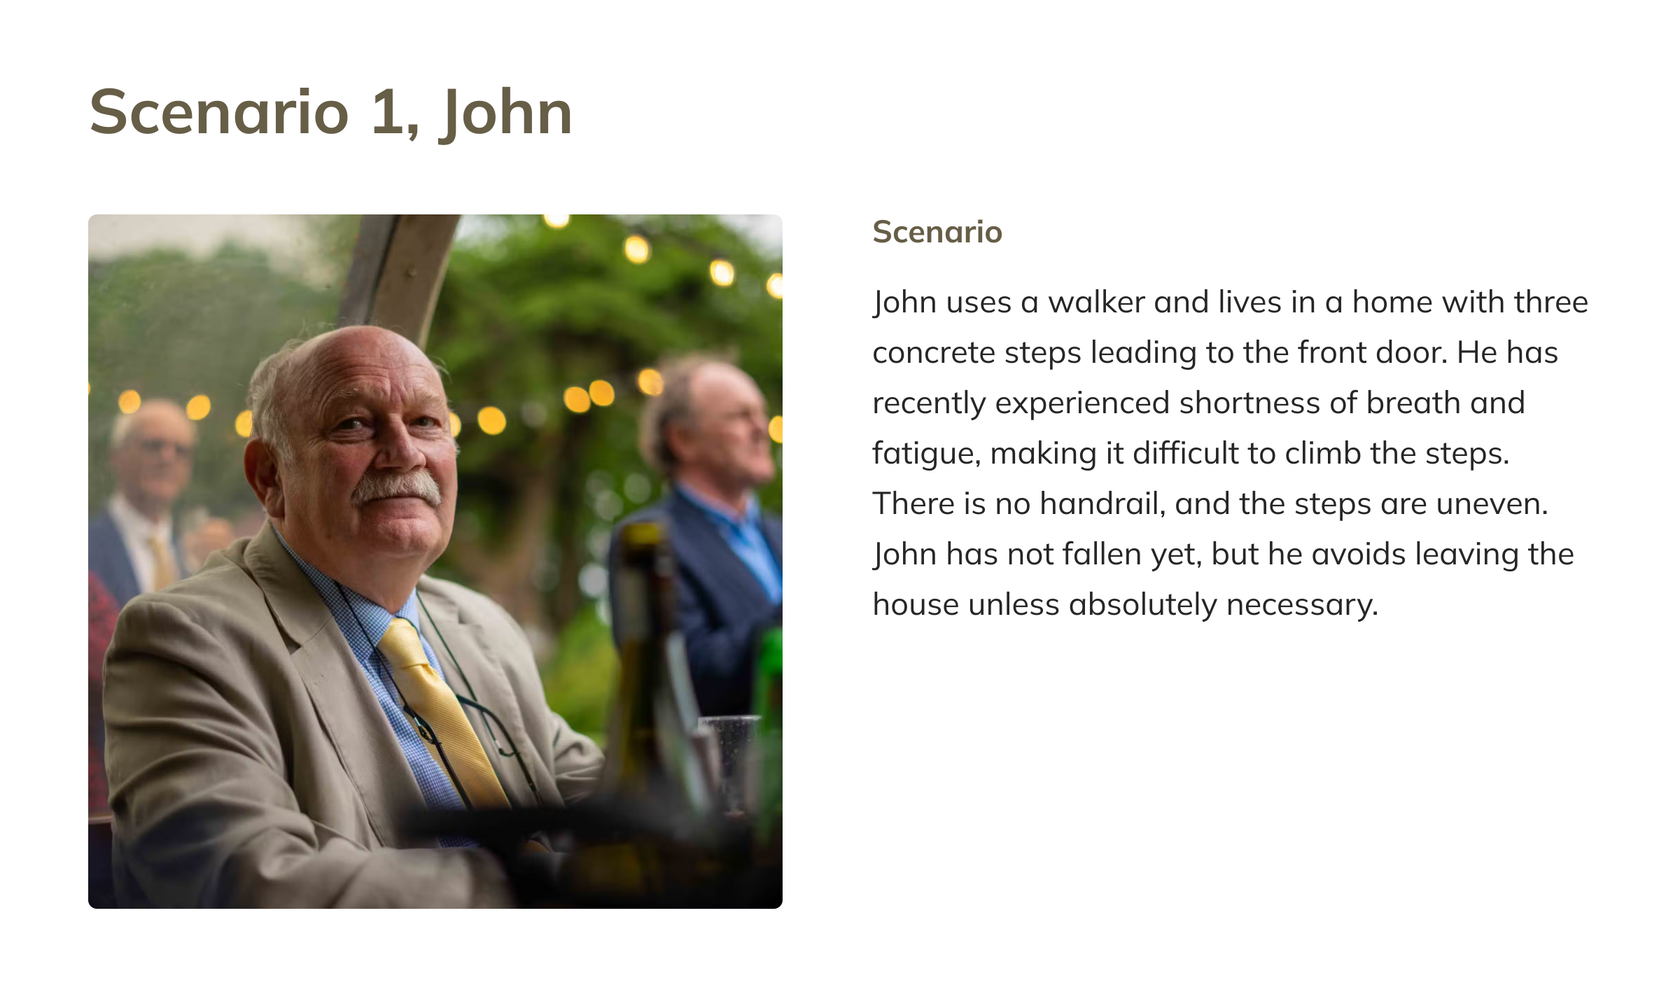 Scenario 1, John
Scenario
John uses a walker and lives in a home with three
concrete steps leading to the front door. He has
recently experienced shortness of breath and
fatigue, making it difficult to climb the steps.
There is no handrail, and the steps are uneven.
John has not fallen yet, but he avoids leaving the
house unless absolutely necessary.